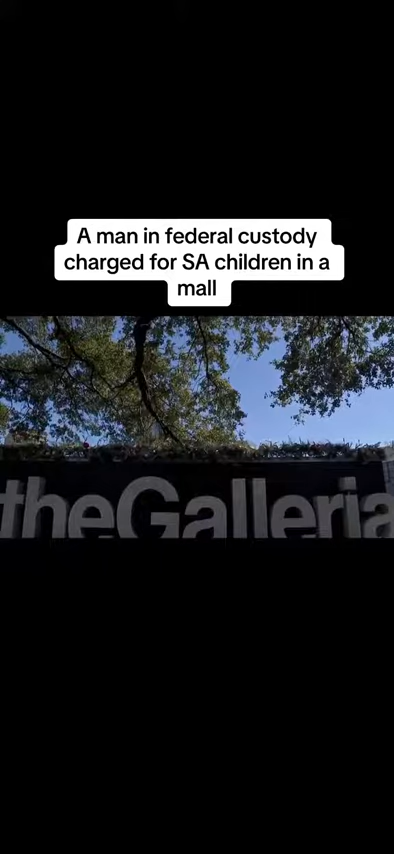 A man in federal custody
charged for SA children in a
mall
theGalleria